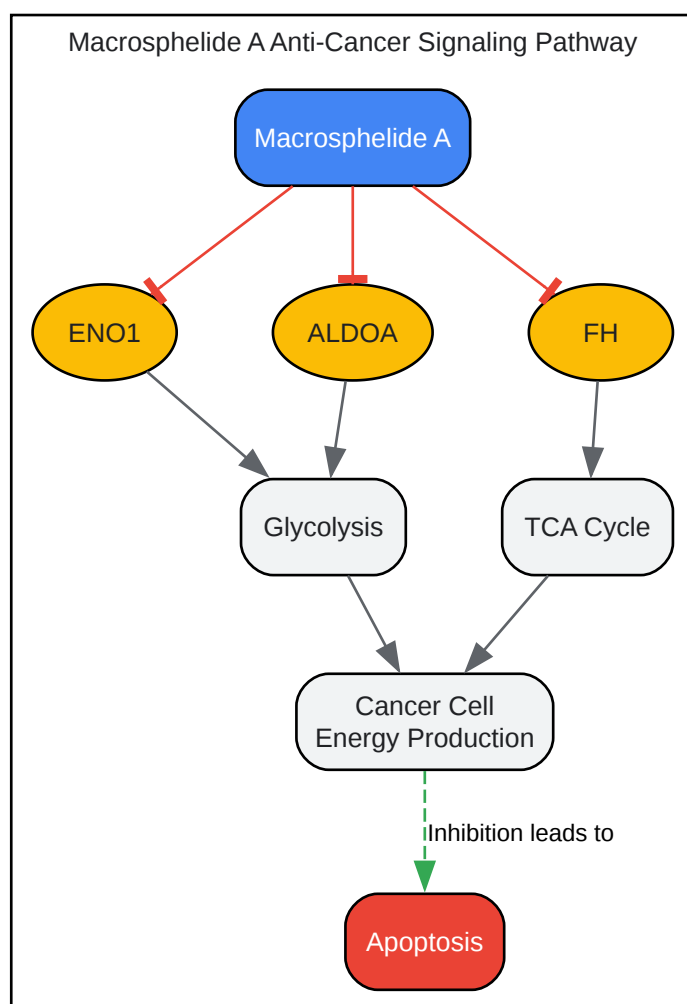 Macrosphelide A Anti-Cancer Signaling Pathway
Macrosphelide A
ENO1
ALDOA
FH
Glycolysis
TCA Cycle
Cancer Cell
Energy Production
Inhibition leads to
Apoptosis